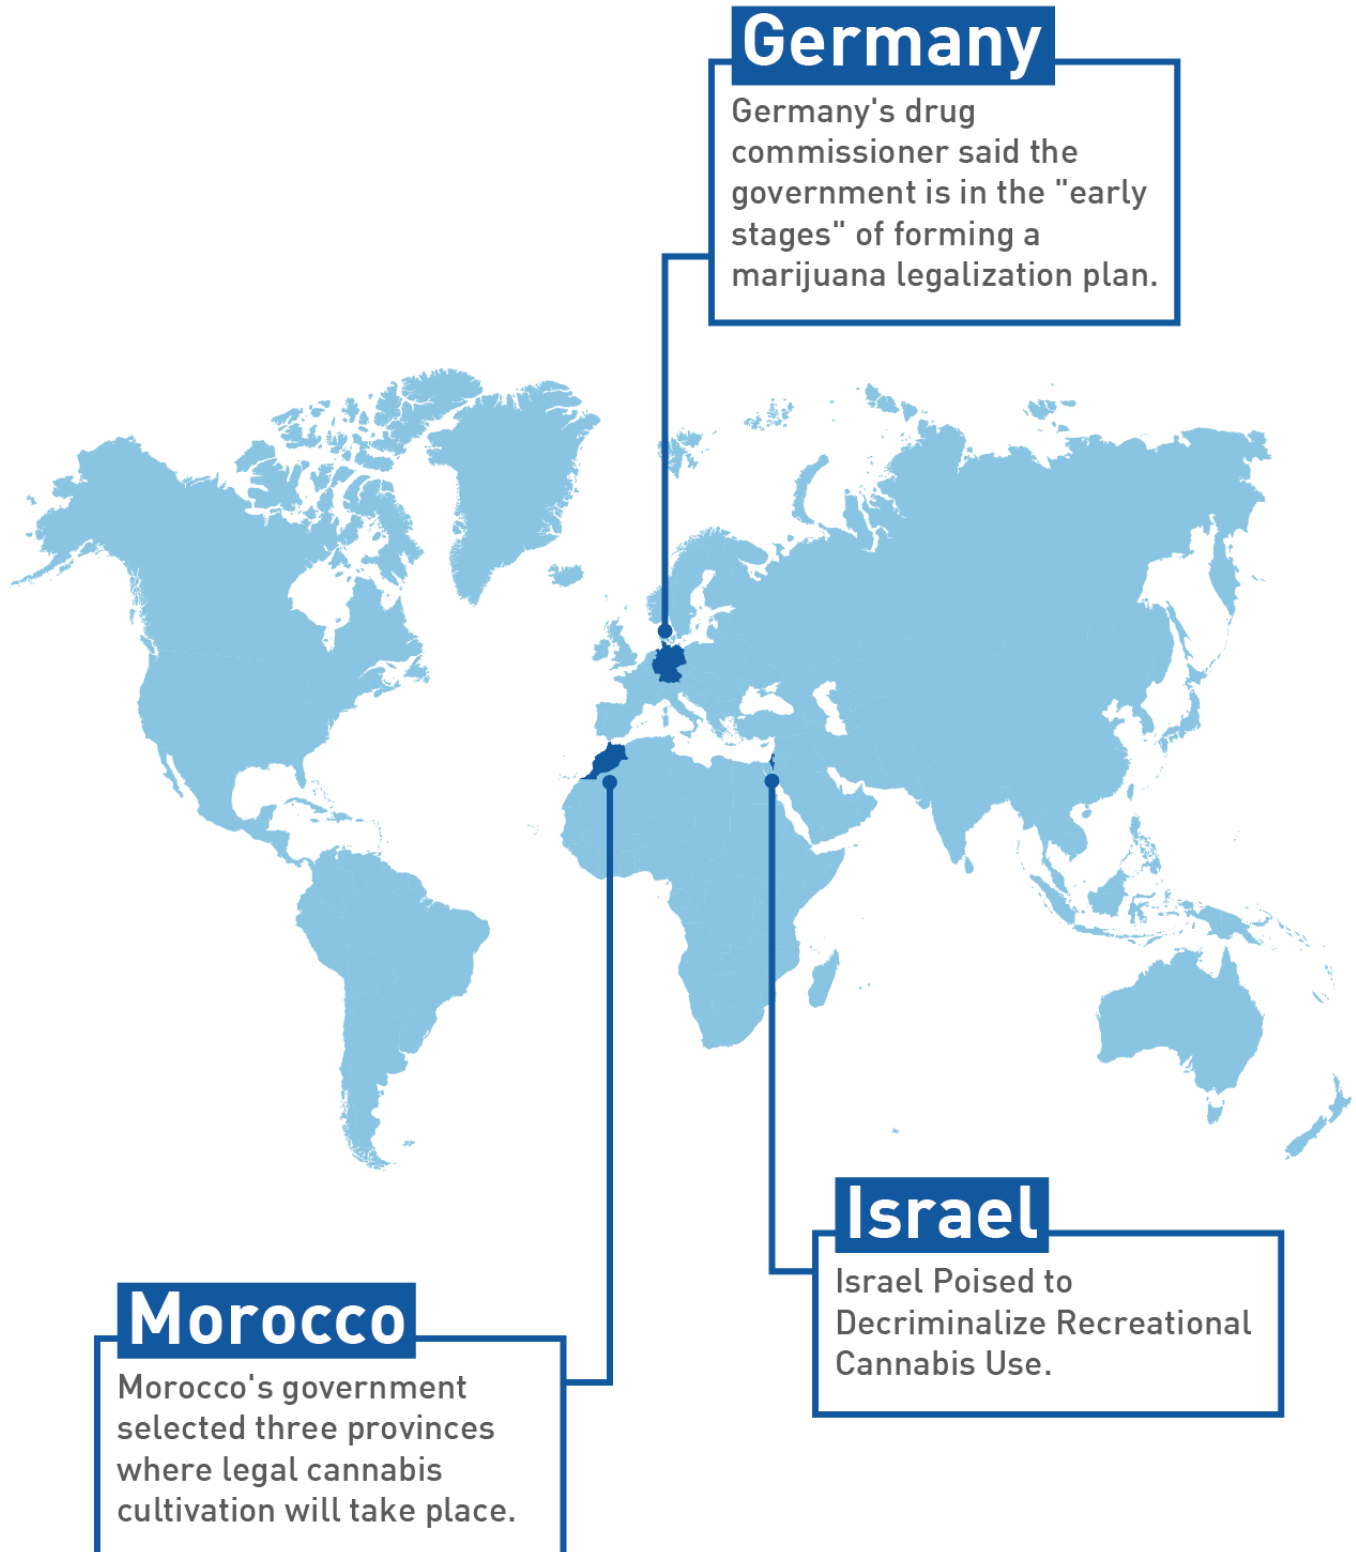 Germany
Germany's drug
commissioner said the
government is in the "early
stages" of forming a
marijuana legalization plan.
Israel
Israel Poised to
Decriminalize Recreational
Cannabis Use.
Morocco
Morocco's government
selected three provinces
where legal cannabis
cultivation will take place.